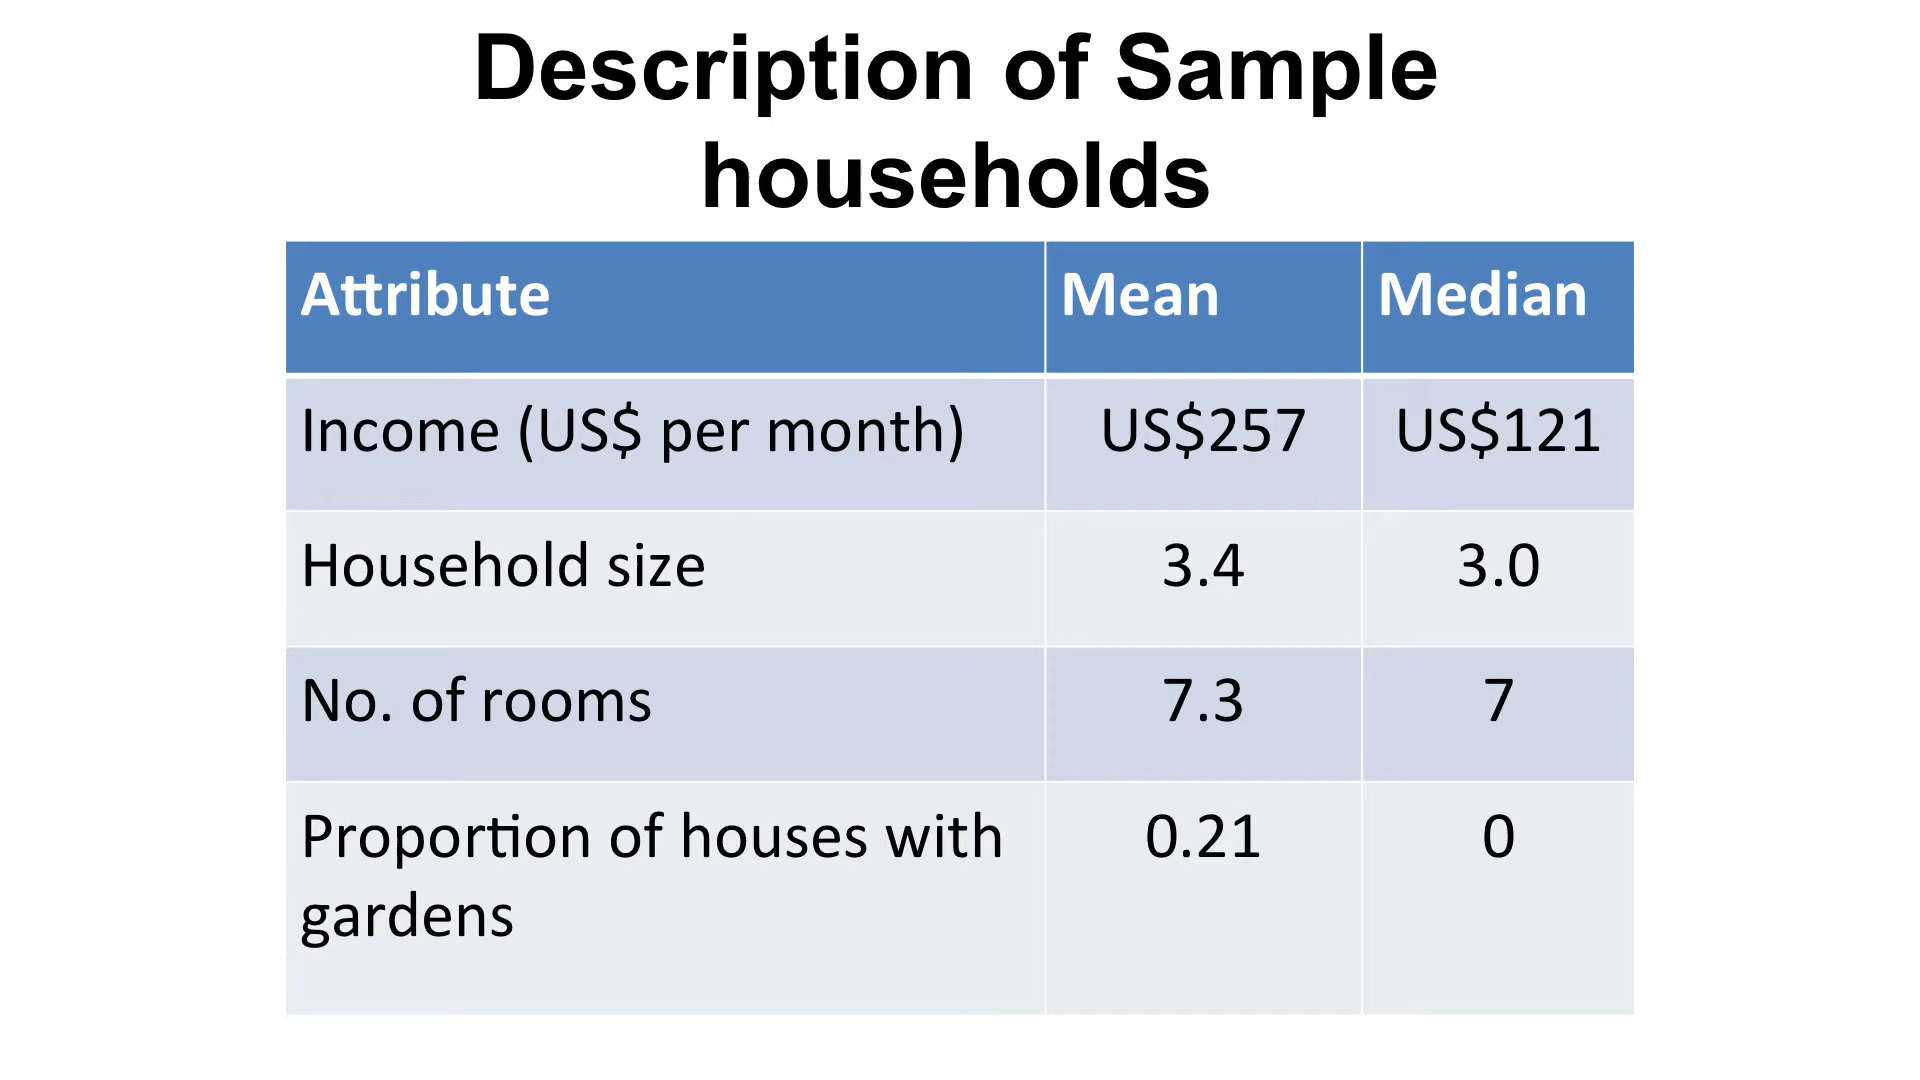 Description of Sample
households
Attribute Mean Median
Income (US$ per month) US$257 US$121
Household size 3.4 3.0
No. of rooms 7.3 7
Proportion of houses with 0.21 0
gardens